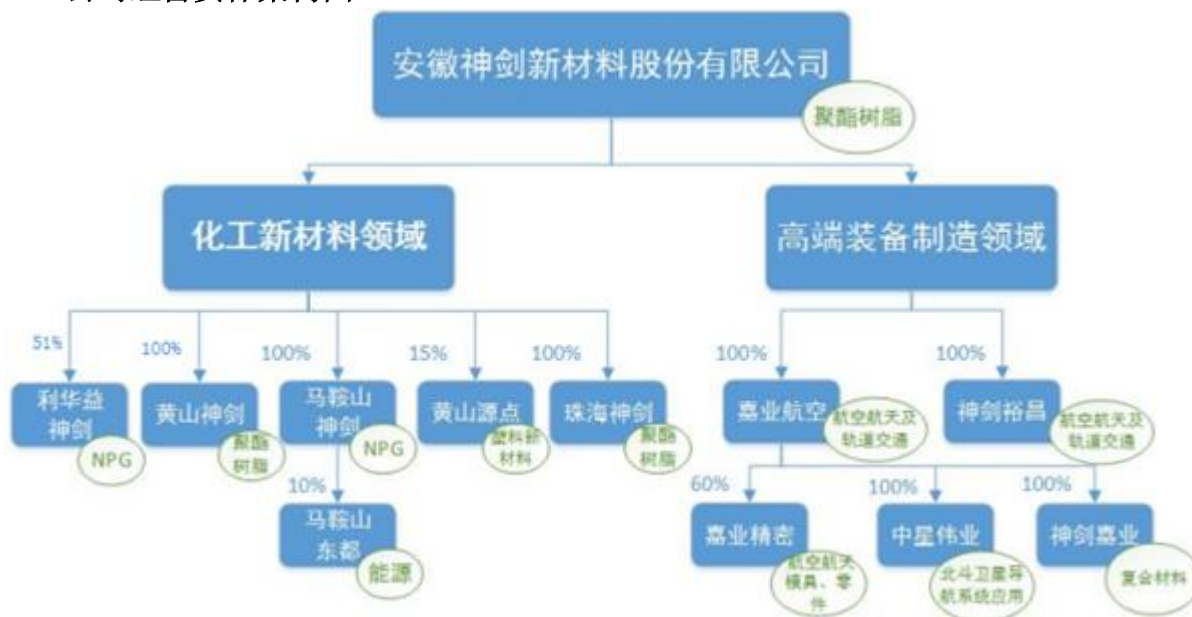 安徽神剑新材料股份有限公司
聚酯树脂
化工新材料领域
高端装备制造领域
51%
100%
100%
15%
100%
100%
100%
利华益
神剑
NPG
黄山神剑
聚酯
树脂
马鞍山
神剑
NPG
黄山源点
塑料新
材料
珠海神剑
聚酯
树脂
嘉业航空
航空航天及
轨道交通
神剑裕昌
航空航天及
轨道交通
10%
60%
100%
100%
马鞍山
东都
能源
嘉业精密
航空航天
模具、零
件
中星伟业
北斗卫星导
航系统应用
神剑嘉业
复合材料